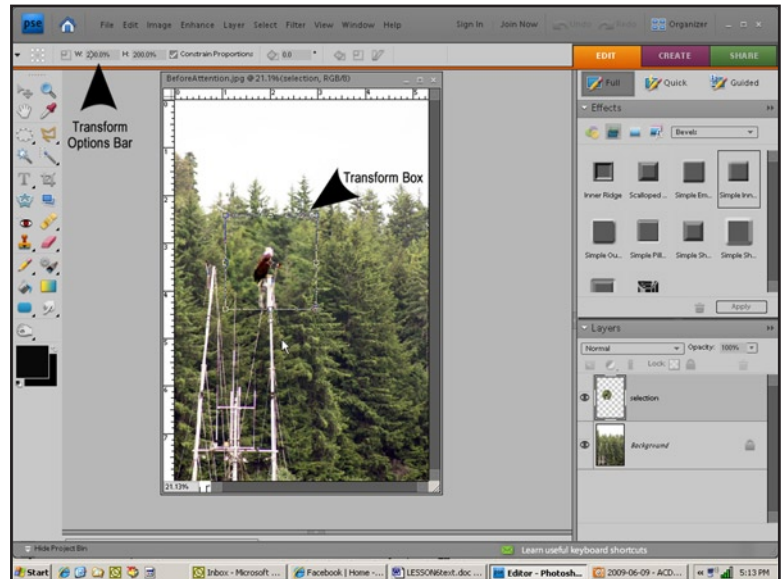 pse File Edit Image Enhance Layer Select Filter View Window Help Sign In Join Now Undo Redo Organizer
W: 200.0% H: 200.0% Constrain Proportions 0.0 °
EDIT CREATE SHARE
BeforeAttention.jpg @ 21.1%(selection, RGB/8)
Full Quick Guided
Effects
Transform
Options Bar
Bevels
Transform Box
Inner Ridge Scalloped ... Simple Em... Simple Inn...
Simple Ou... Simple Pill... Simple Sh... Simple Sh...
Apply
Layers
Normal Opacity: 100%
Lock:
selection
Background
21.13%
Hide Project Bin Learn useful keyboard shortcuts
Start Inbox - Microsoft ... Facebook | Home -... LESSON6text.doc ... Editor - Photosh... 2009-06-09 - ACD... 5:13 PM